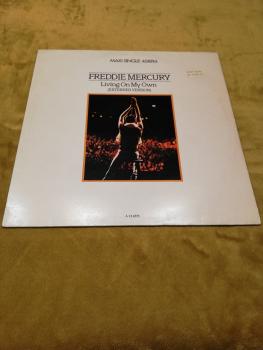 MAXI SINGLE 45RPM
FREDDIE MERCURY
Living On My Own
(EXTENDED VERSION)